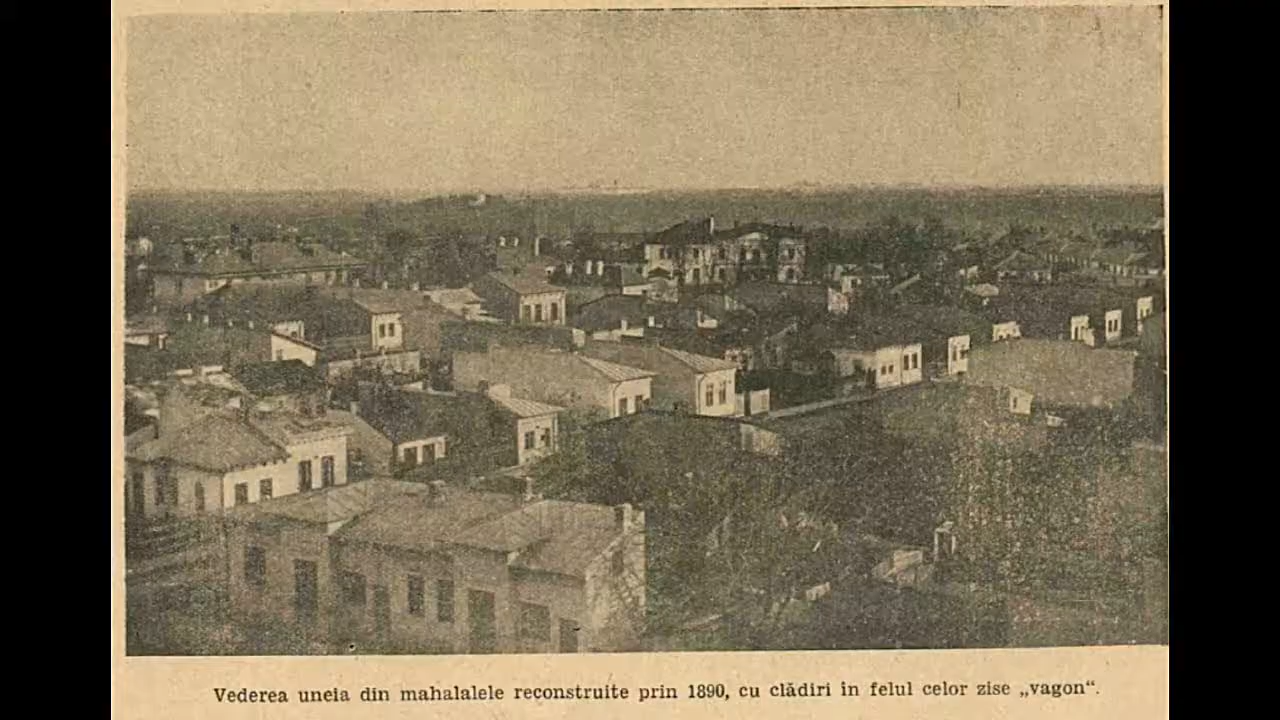 Vederea uneia din mahalalele reconstruite prin 1890, cu clădiri în felul celor zise „vagon“.